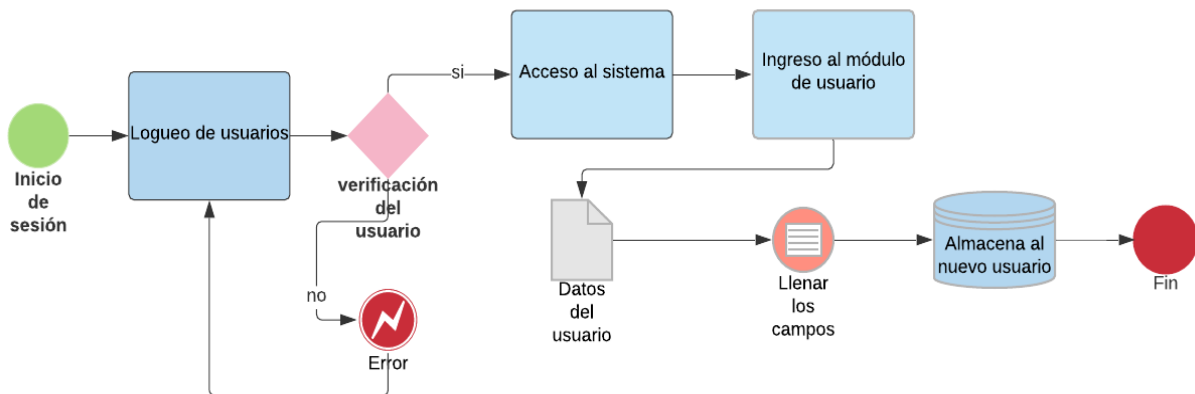 Inicio
de
sesión
Logueo de usuarios
verificación
del
usuario
si
no
Error
Acceso al sistema
Ingreso al módulo
de usuario
Datos
del
usuario
Llenar
los
campos
Almacena al
nuevo usuario
Fin